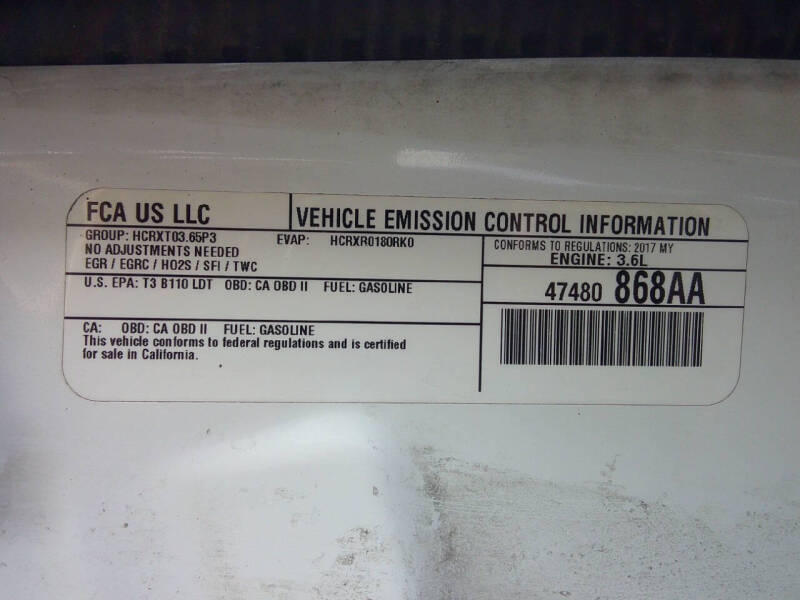 FCA US LLC
VEHICLE EMISSION CONTROL INFORMATION
GROUP: HCRXT03.65P3 EVAP: HCRXR0180RK0
NO ADJUSTMENTS NEEDED
EGR / EGRC / HO2S / SFI / TWC
CONFORMS TO REGULATIONS: 2017 MY
ENGINE: 3.6L
U.S. EPA: T3 B110 LDT OBD: CA OBD II FUEL: GASOLINE
47480 868AA
CA: OBD: CA OBD II FUEL: GASOLINE
This vehicle conforms to federal regulations and is certified
for sale in California.